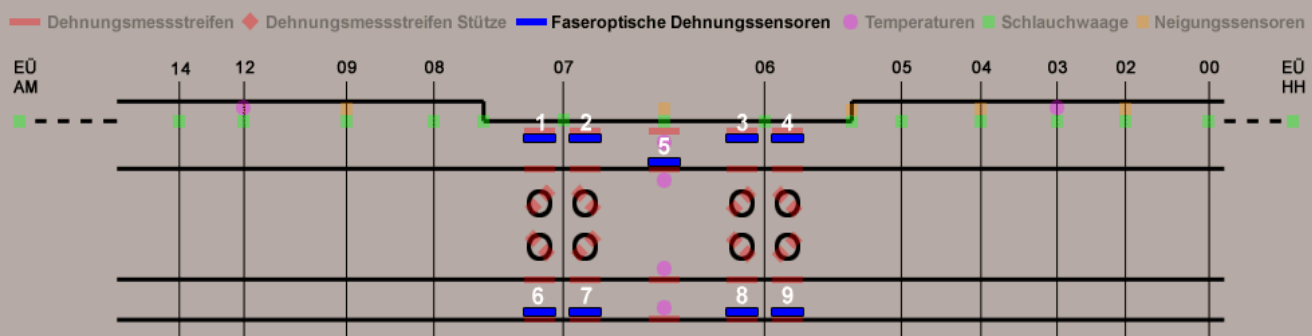 Dehnungsmessstreifen Dehnungsmessstreifen Stütze Faseroptische Dehnungssensoren Temperaturen Schlauchwaage Neigungssensoren
EÜ AM 14 12 09 08 07 06 05 04 03 02 00 EÜ HH
1 2 3 4
5
6 7 8 9